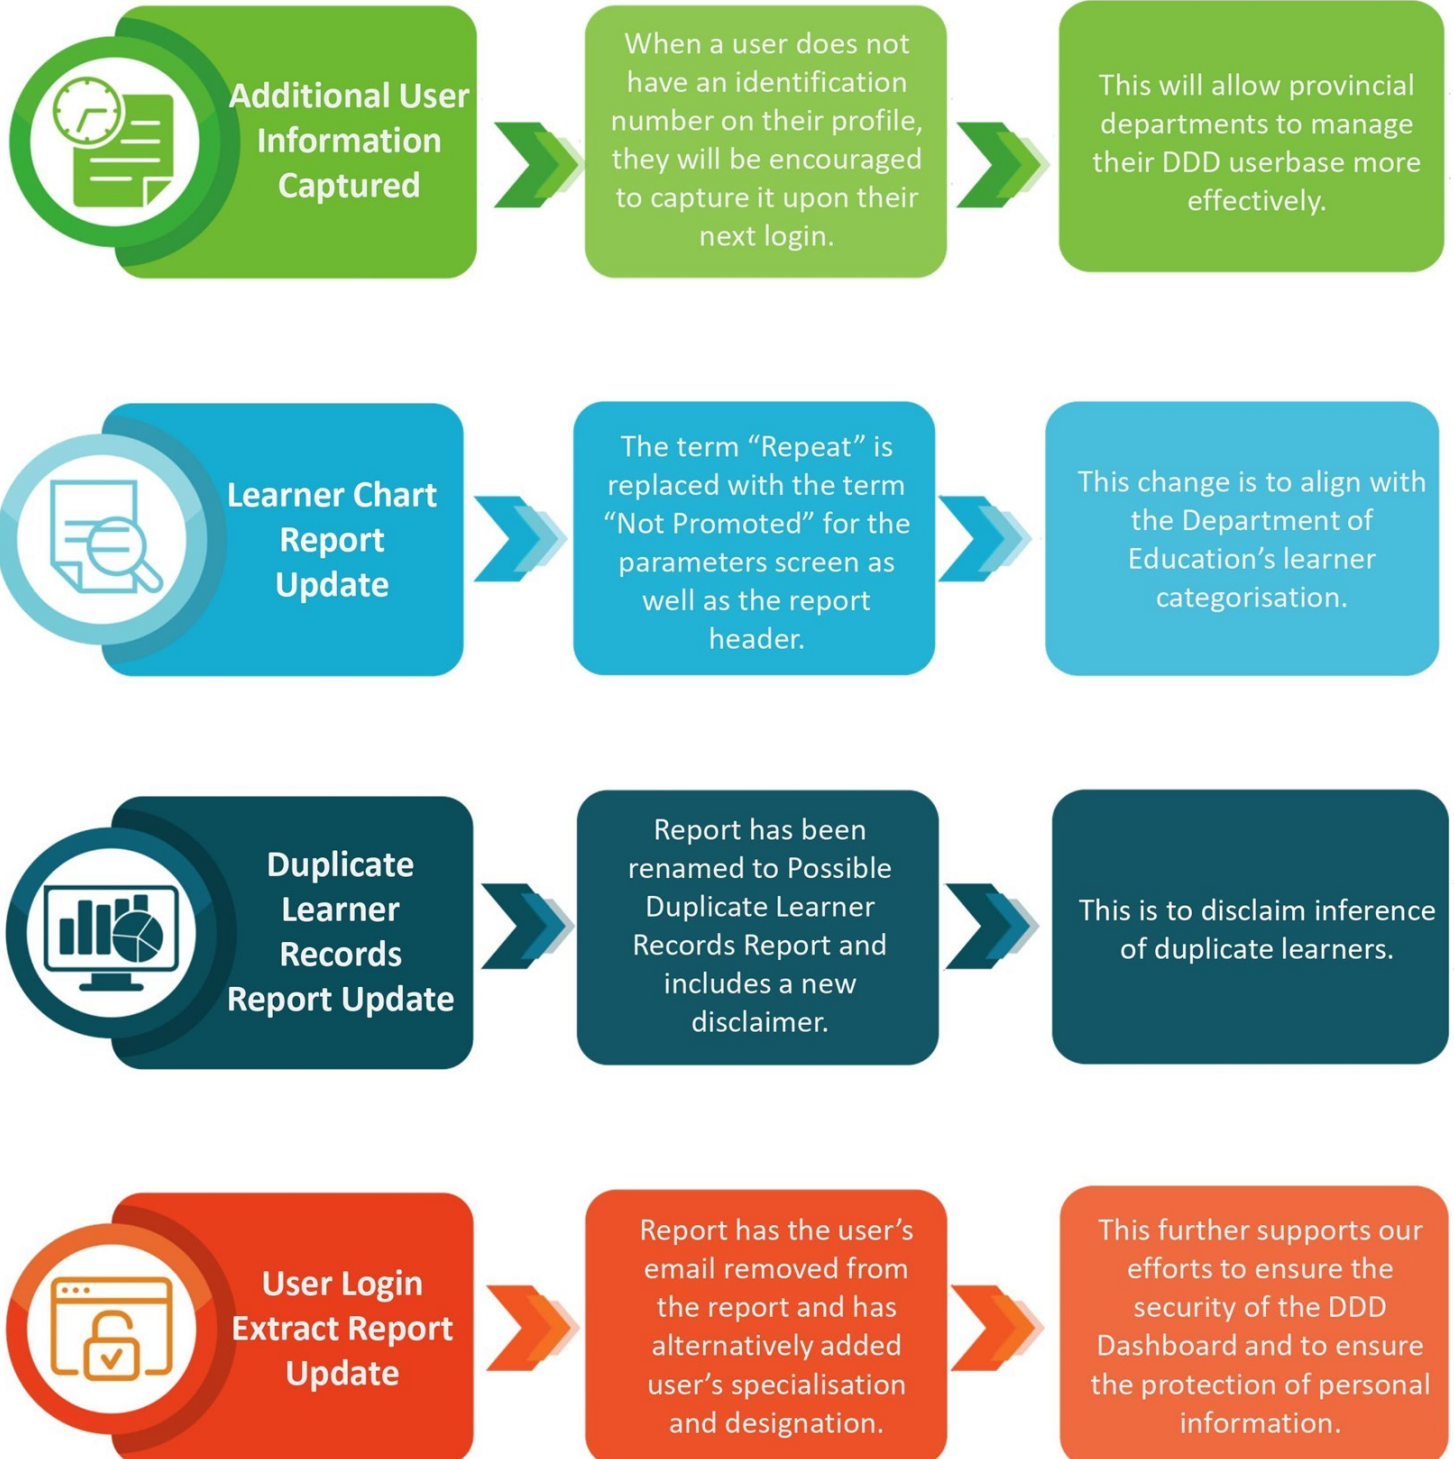 Additional User
Information
Captured
When a user does not
have an identification
number on their profile,
they will be encouraged
to capture it upon their
next login.
This will allow provincial
departments to manage
their DDD userbase more
effectively.
Learner Chart
Report
Update
The term “Repeat” is
replaced with the term
“Not Promoted” for the
parameters screen as
well as the report
header.
This change is to align with
the Department of
Education’s learner
categorisation.
Duplicate
Learner
Records
Report Update
Report has been
renamed to Possible
Duplicate Learner
Records Report and
includes a new
disclaimer.
This is to disclaim inference
of duplicate learners.
User Login
Extract Report
Update
Report has the user’s
email removed from
the report and has
alternatively added
user’s specialisation
and designation.
This further supports our
efforts to ensure the
security of the DDD
Dashboard and to ensure
the protection of personal
information.